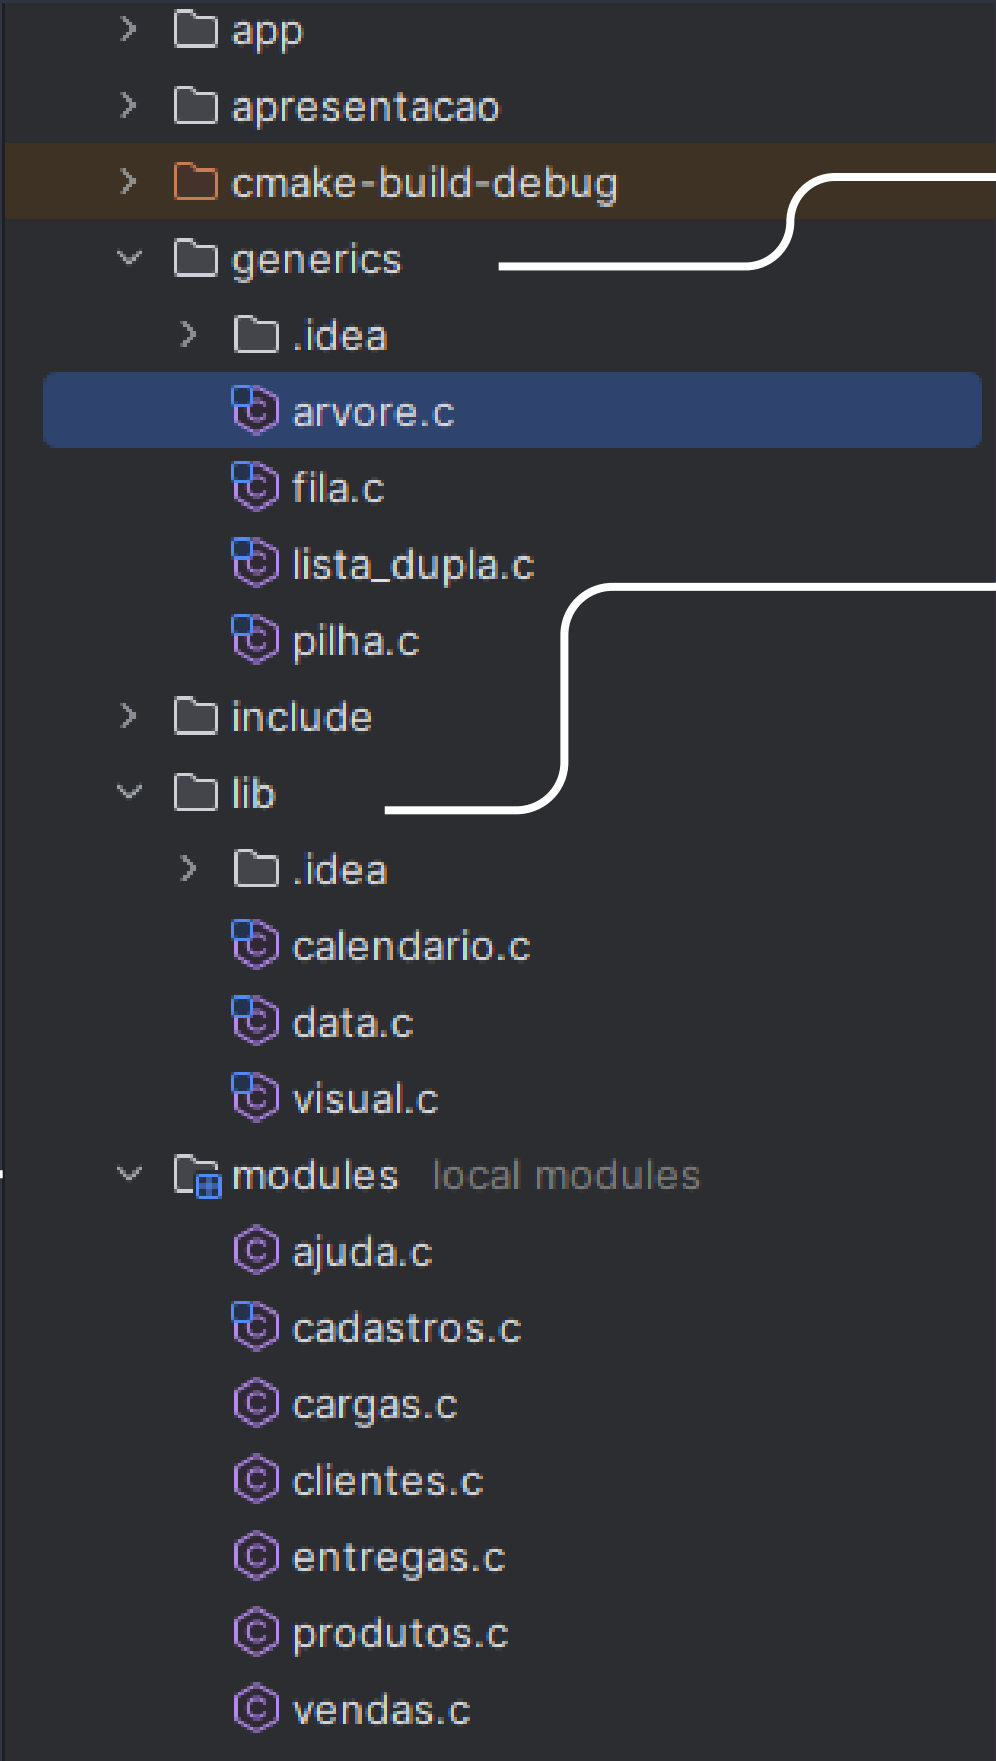 app
apresentacao
cmake-build-debug
generics
.idea
arvore.c
fila.c
lista_dupla.c
pilha.c
include
lib
.idea
calendario.c
data.c
visual.c
modules local modules
ajuda.c
cadastros.c
cargas.c
clientes.c
entregas.c
produtos.c
vendas.c